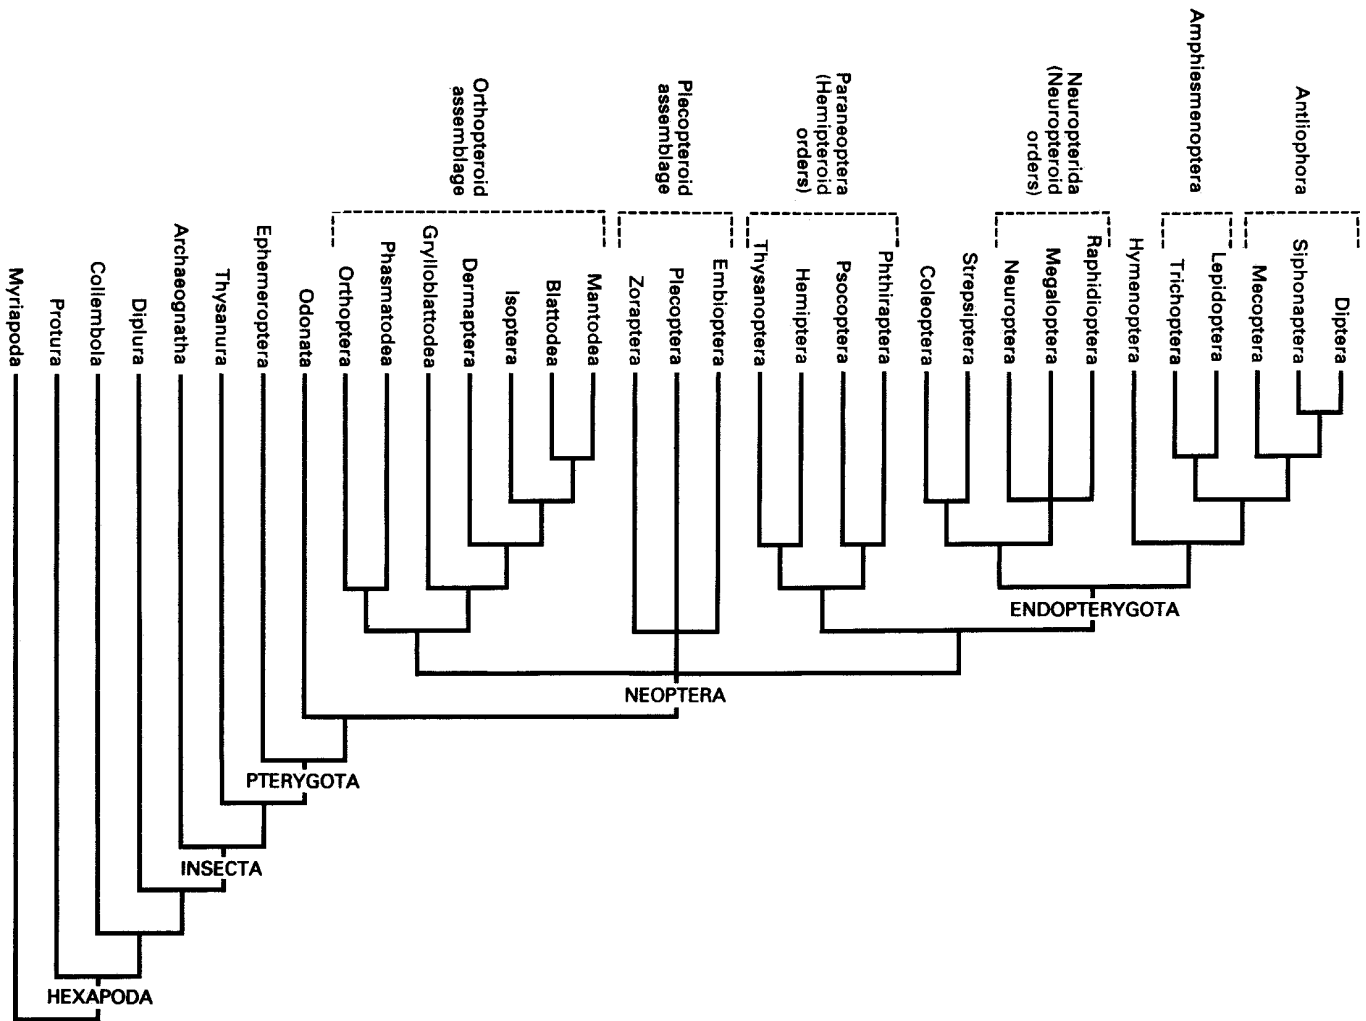 Orthopteroid
assemblage
Plecopteroid
assemblage
Paraneoptera
(Hemipteroid
orders)
Neuropterida
(Neuropteroid
orders)
Amphiesmenoptera
Antliophora
Myriapoda
Protura
Collembola
Diplura
Archaeognatha
Thysanura
Ephemeroptera
Odonata
Orthoptera
Phasmatodea
Grylloblattodea
Dermaptera
Isoptera
Blattodea
Mantodea
Zoraptera
Plecoptera
Embioptera
Thysanoptera
Hemiptera
Psocoptera
Phthiraptera
Coleoptera
Strepsiptera
Neuroptera
Megaloptera
Raphidioptera
Hymenoptera
Trichoptera
Lepidoptera
Mecoptera
Siphonaptera
Diptera
ENDOPTERYGOTA
NEOPTERA
PTERYGOTA
INSECTA
HEXAPODA